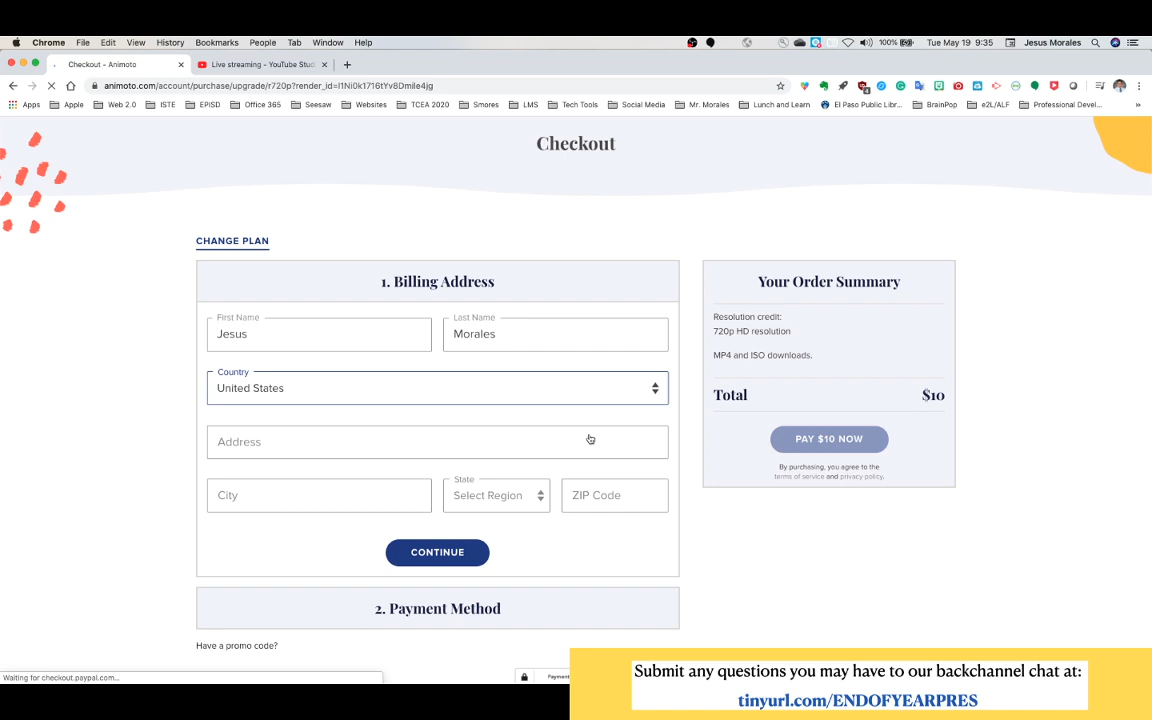 Chrome File Edit View History Bookmarks People Tab Window Help
100% Tue May 19 9:35 Jesus Morales
Checkout - Animoto
Live streaming - YouTube Stud
animoto.com/account/purchase/upgrade/r720p?render_id=I1Ni0k1716tYv8Dmile4jg
Apps Apple Web 2.0 ISTE EPISD Office 365 Seesaw Websites TCEA 2020 Smores LMS Tech Tools Social Media Mr. Morales Lunch and Learn El Paso Public Libr... BrainPop e2L/ALF Professional Devel...
Checkout
CHANGE PLAN
1. Billing Address
First Name
Jesus
Last Name
Morales
Country
United States
Address
City
State
Select Region
ZIP Code
CONTINUE
2. Payment Method
Have a promo code?
Your Order Summary
Resolution credit:
720p HD resolution
MP4 and ISO downloads.
Total $10
PAY $10 NOW
By purchasing, you agree to the
terms of service and privacy policy.
Waiting for checkout.paypal.com...
Payment
Submit any questions you may have to our backchannel chat at:
tinyurl.com/ENDOFYEARPRES